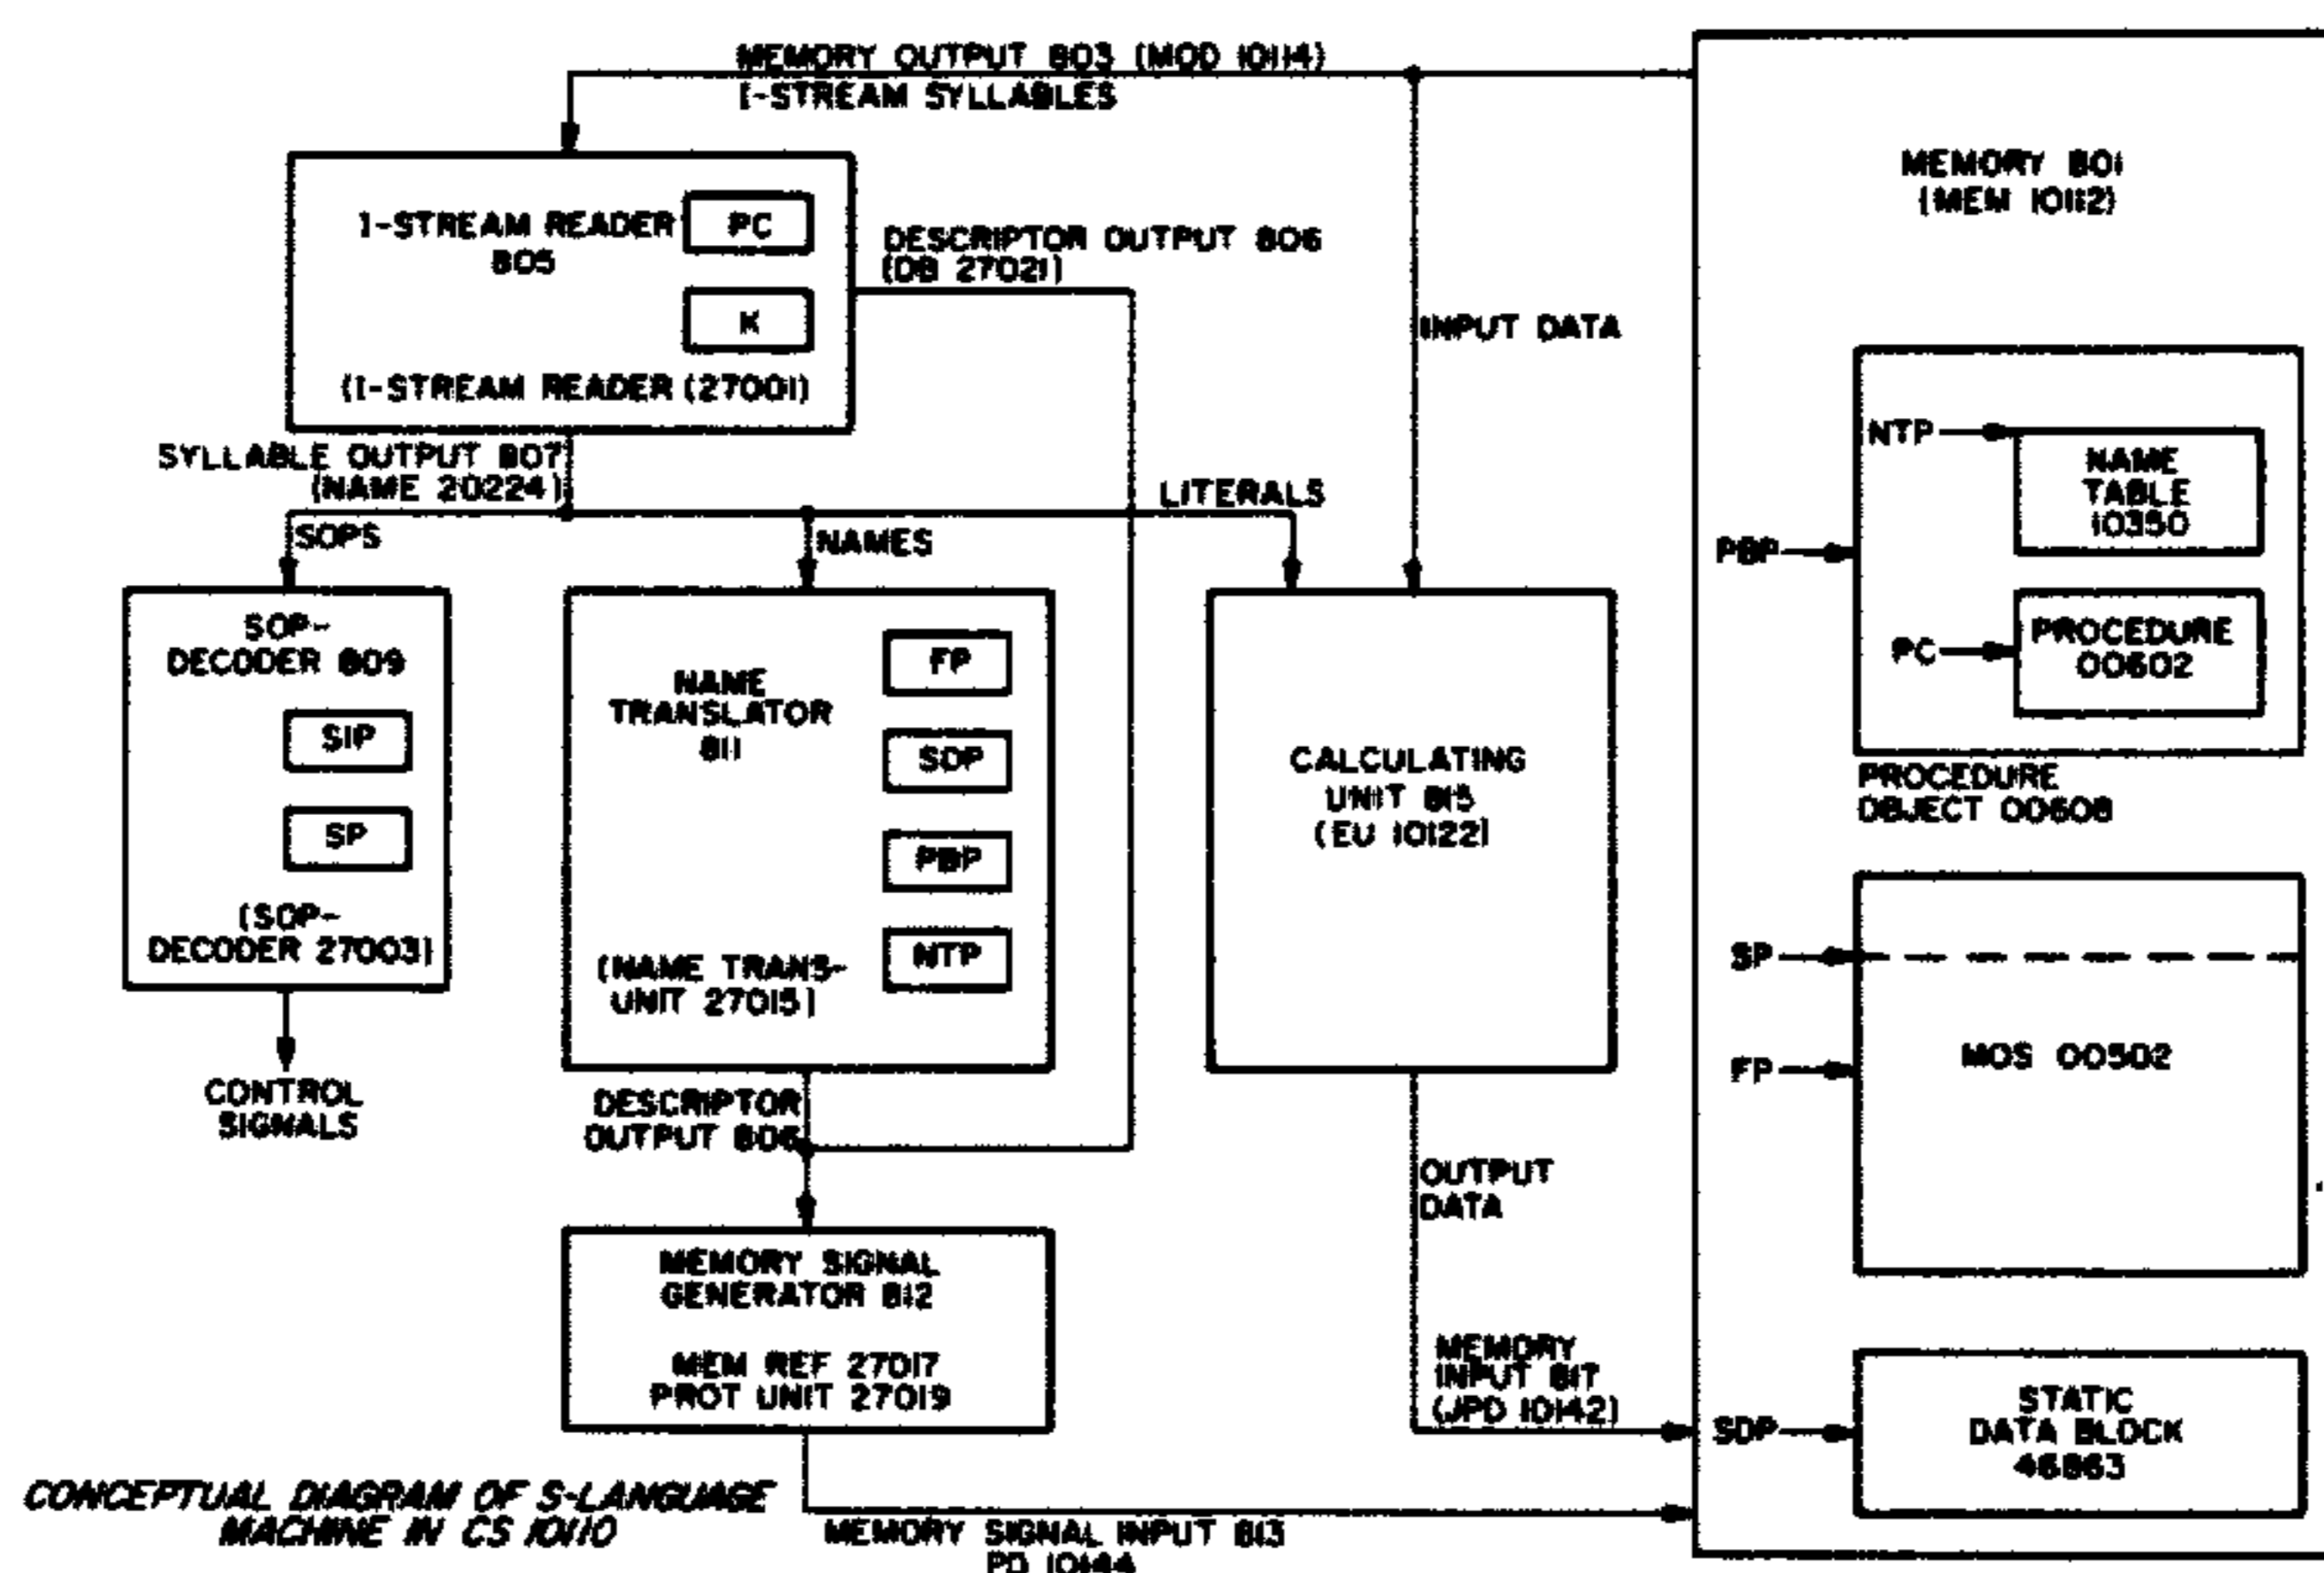 MEMORY OUTPUT 803 (MOD 10114)
I-STREAM SYLLABLES
I-STREAM READER
805
PC
K
(I-STREAM READER (27001)
DESCRIPTOR OUTPUT 806
(DB 27021)
INPUT DATA
MEMORY 801
(MEM 10112)
SYLLABLE OUTPUT 807
(NAME 20224)
SOPS
NAMES
LITERALS
SOP-
DECODER 809
SIP
SP
(SOP-
DECODER 27003)
CONTROL
SIGNALS
NAME
TRANSLATOR
811
FP
SDP
PBP
NTP
(NAME TRANS-
UNIT 27015)
DESCRIPTOR
OUTPUT 806
CALCULATING
UNIT 815
(EU 10122)
OUTPUT
DATA
MEMORY SIGNAL
GENERATOR 812
MEM REF 27017
PROT UNIT 27019
MEMORY
INPUT 817
(JPD 10142)
MEMORY SIGNAL INPUT 813
PD 10144
NTP
NAME
TABLE
10350
PBP
PC
PROCEDURE
00602
PROCEDURE
OBJECT 00608
SP
MOS 00502
FP
SDP
STATIC
DATA BLOCK
46863
CONCEPTUAL DIAGRAM OF S-LANGUAGE
MACHINE IN CS 10110